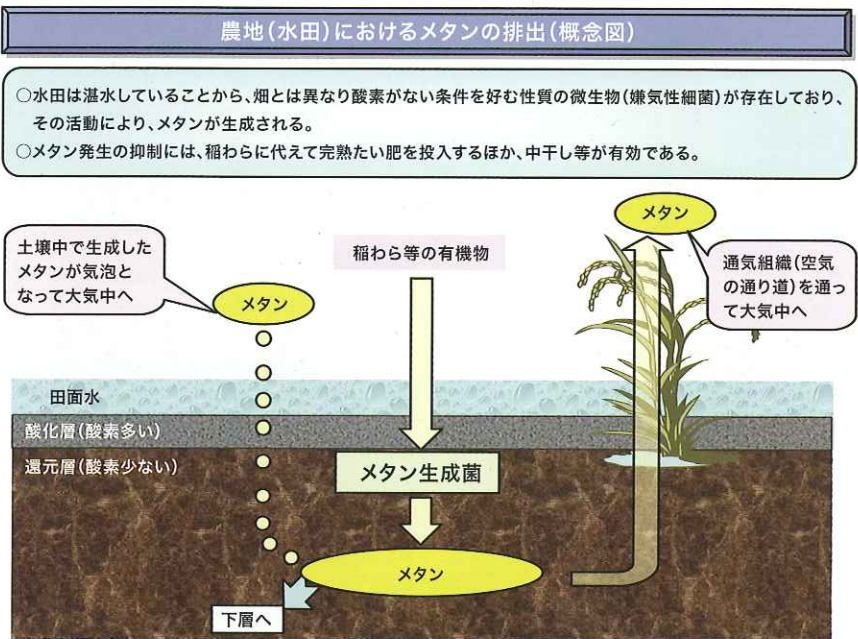 農地(水田)におけるメタンの排出(概念図)
○水田は湛水していることから、畑とは異なり酸素がない条件を好む性質の微生物(嫌気性細菌)が存在しており、
その活動により、メタンが生成される。
○メタン発生の抑制には、稲わらに代えて完熟たい肥を投入するほか、中干し等が有効である。
土壌中で生成した
メタンが気泡と
なって大気中へ
メタン
稲わら等の有機物
メタン
通気組織(空気
の通り道)を通っ
て大気中へ
田面水
酸化層(酸素多い)
還元層(酸素少ない)
メタン生成菌
メタン
下層へ